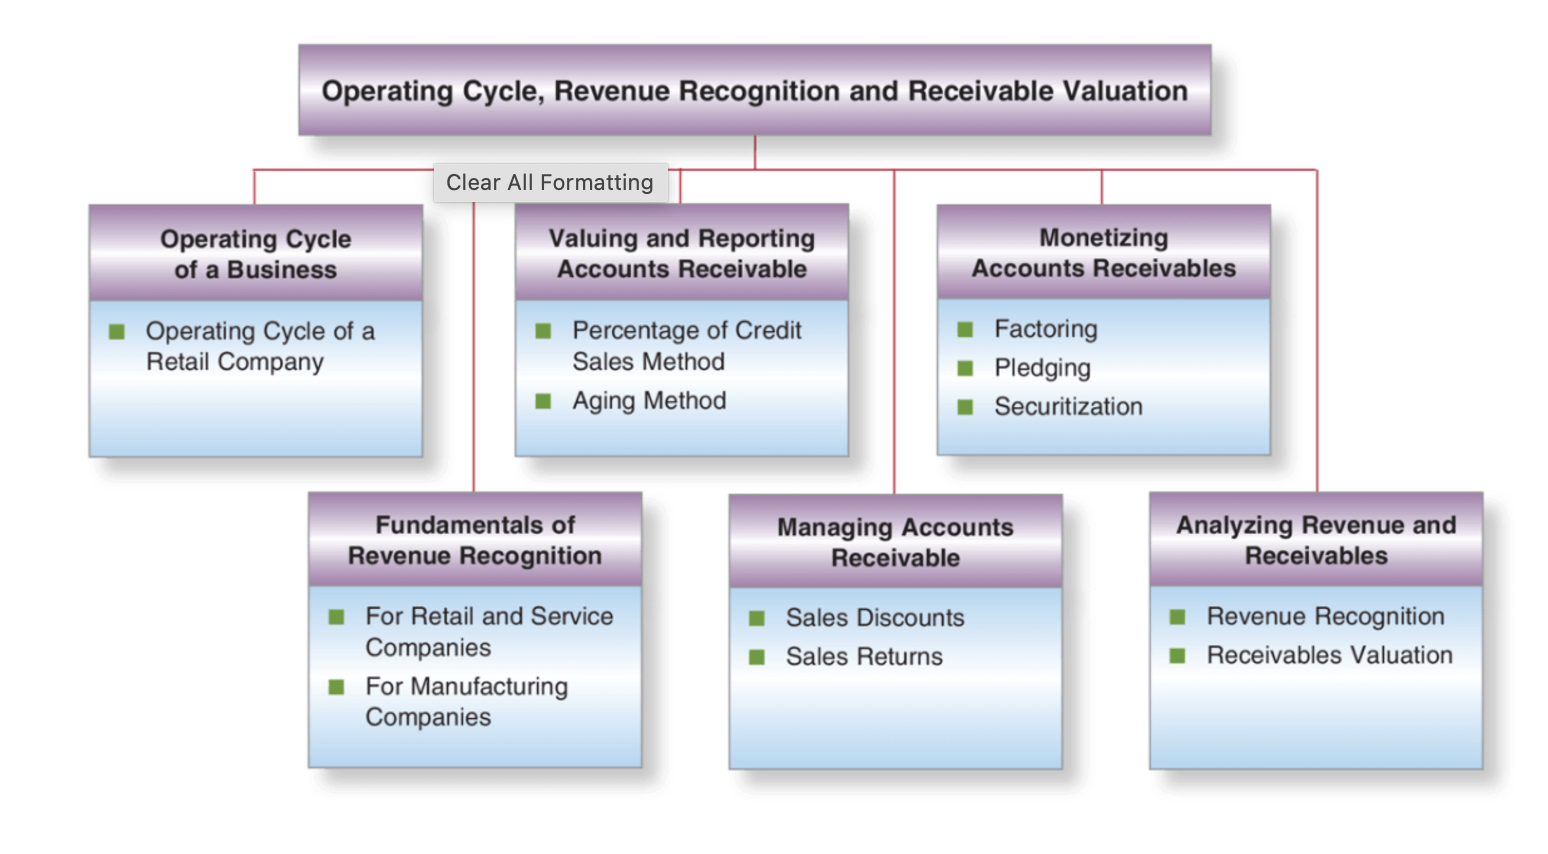 Operating Cycle, Revenue Recognition and Receivable Valuation
Clear All Formatting
Operating Cycle
of a Business
Operating Cycle of a
Retail Company
Valuing and Reporting
Accounts Receivable
Percentage of Credit
Sales Method
Aging Method
Monetizing
Accounts Receivables
Factoring
Pledging
Securitization
Fundamentals of
Revenue Recognition
For Retail and Service
Companies
For Manufacturing
Companies
Managing Accounts
Receivable
Sales Discounts
Sales Returns
Analyzing Revenue and
Receivables
Revenue Recognition
Receivables Valuation